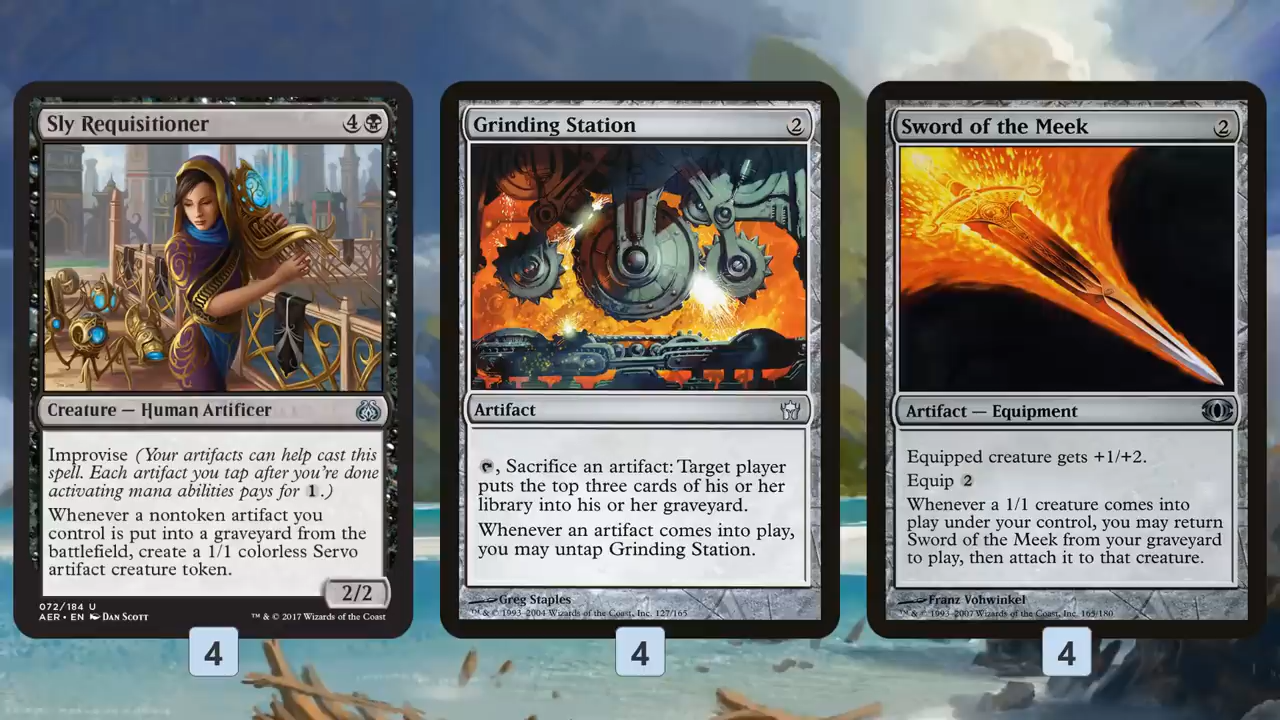 Sly Requisitioner 4
Creature — Human Artificer
Improvise (Your artifacts can help cast this
spell. Each artifact you tap after you're done
activating mana abilities pays for 1.)
Whenever a nontoken artifact you
control is put into a graveyard from the
battlefield, create a 1/1 colorless Servo
artifact creature token.
2/2
072/184 U
AER • EN Dan Scott
™ & © 2017 Wizards of the Coast
4
Grinding Station 2
Artifact
, Sacrifice an artifact: Target player
puts the top three cards of his or her
library into his or her graveyard.
Whenever an artifact comes into play,
you may untap Grinding Station.
Greg Staples
™ & © 1993–2004 Wizards of the Coast, Inc. 127/165
4
Sword of the Meek 2
Artifact — Equipment
Equipped creature gets +1/+2.
Equip 2
Whenever a 1/1 creature comes into
play under your control, you may return
Sword of the Meek from your graveyard
to play, then attach it to that creature.
Franz Vohwinkel
™ & © 1993–2007 Wizards of the Coast, Inc. 165/180
4